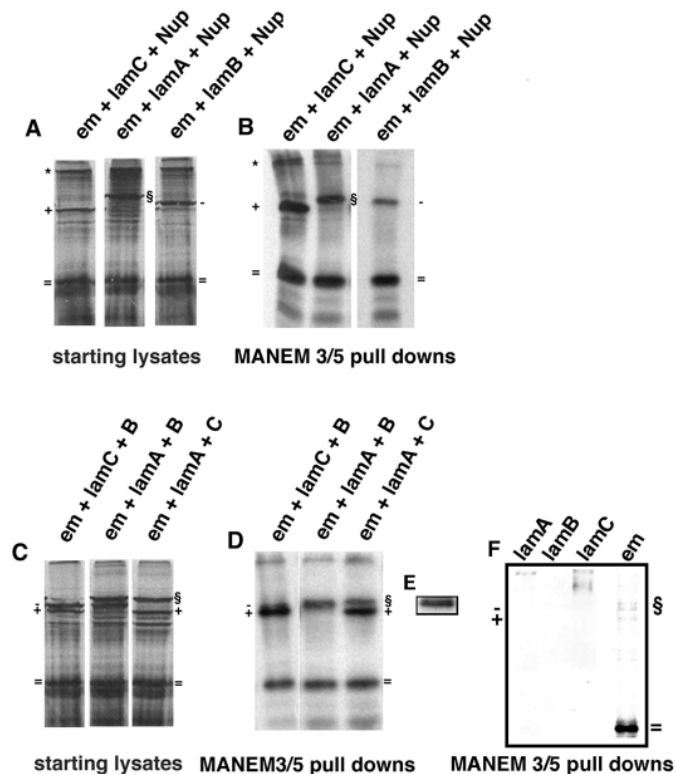 em + lamC + Nup
em + lamA + Nup
em + lamB + Nup
A
*
+
=
§
-
=
starting lysates
em + lamC + Nup
em + lamA + Nup
em + lamB + Nup
B
*
+
=
§
-
=
MANEM 3/5 pull downs
em + lamC + B
em + lamA + B
em + lamA + C
C
-
+
=
§
+
=
starting lysates
em + lamC + B
em + lamA + B
em + lamA + C
D
-
+
=
§
+
=
MANEM3/5 pull downs
E
F
lamA
lamB
lamC
em
-
+
§
=
MANEM 3/5 pull downs